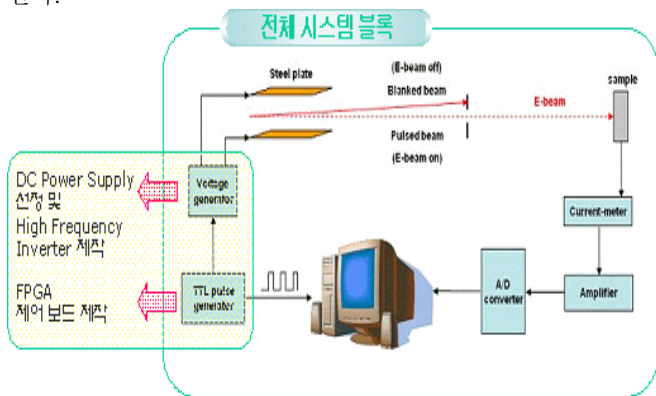 전체 시스템 블록
Steel plate
(E-beam off)
Blanked beam
E-beam
sample
Pulsed beam
(E-beam on)
DC Power Supply
선정 및
High Frequency
Inverter 제작
Voltage
generator
Current-meter
FPGA
제어 보드 제작
TTL pulse
generator
A/D
converter
Amplifier